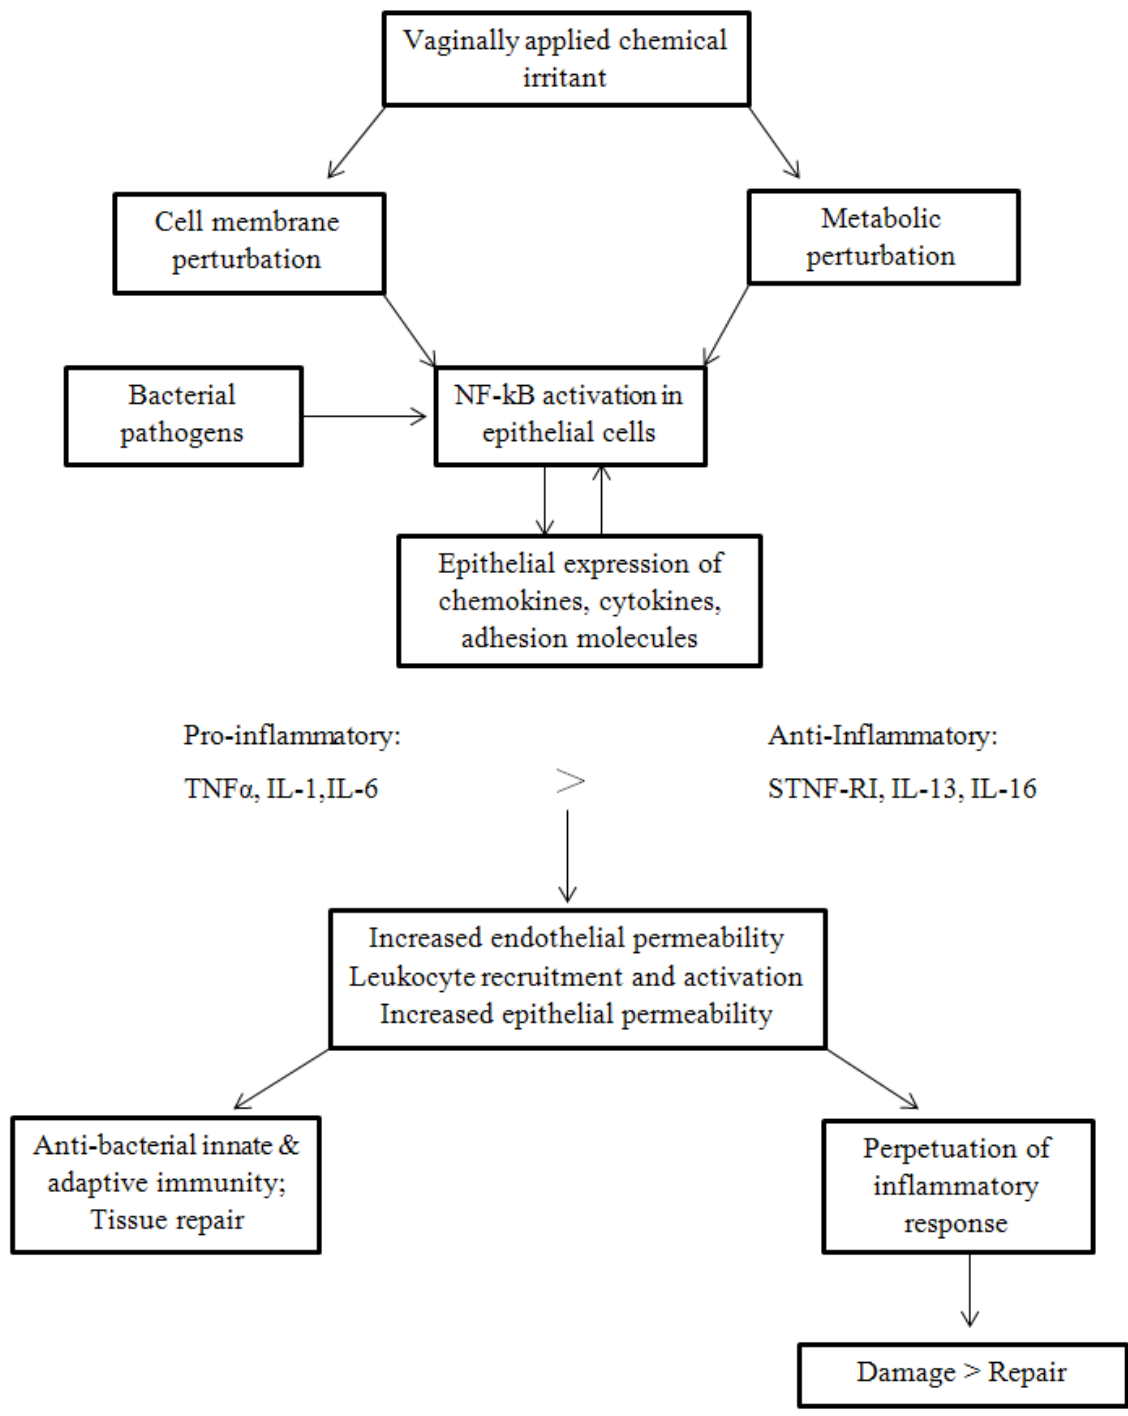 Vaginally applied chemical
irritant
Cell membrane
perturbation
Metabolic
perturbation
Bacterial
pathogens
NF-kB activation in
epithelial cells
Epithelial expression of
chemokines, cytokines,
adhesion molecules
Pro-inflammatory:
TNFα, IL-1,IL-6
>
Anti-Inflammatory:
STNF-RI, IL-13, IL-16
Increased endothelial permeability
Leukocyte recruitment and activation
Increased epithelial permeability
Anti-bacterial innate &
adaptive immunity;
Tissue repair
Perpetuation of
inflammatory
response
Damage > Repair